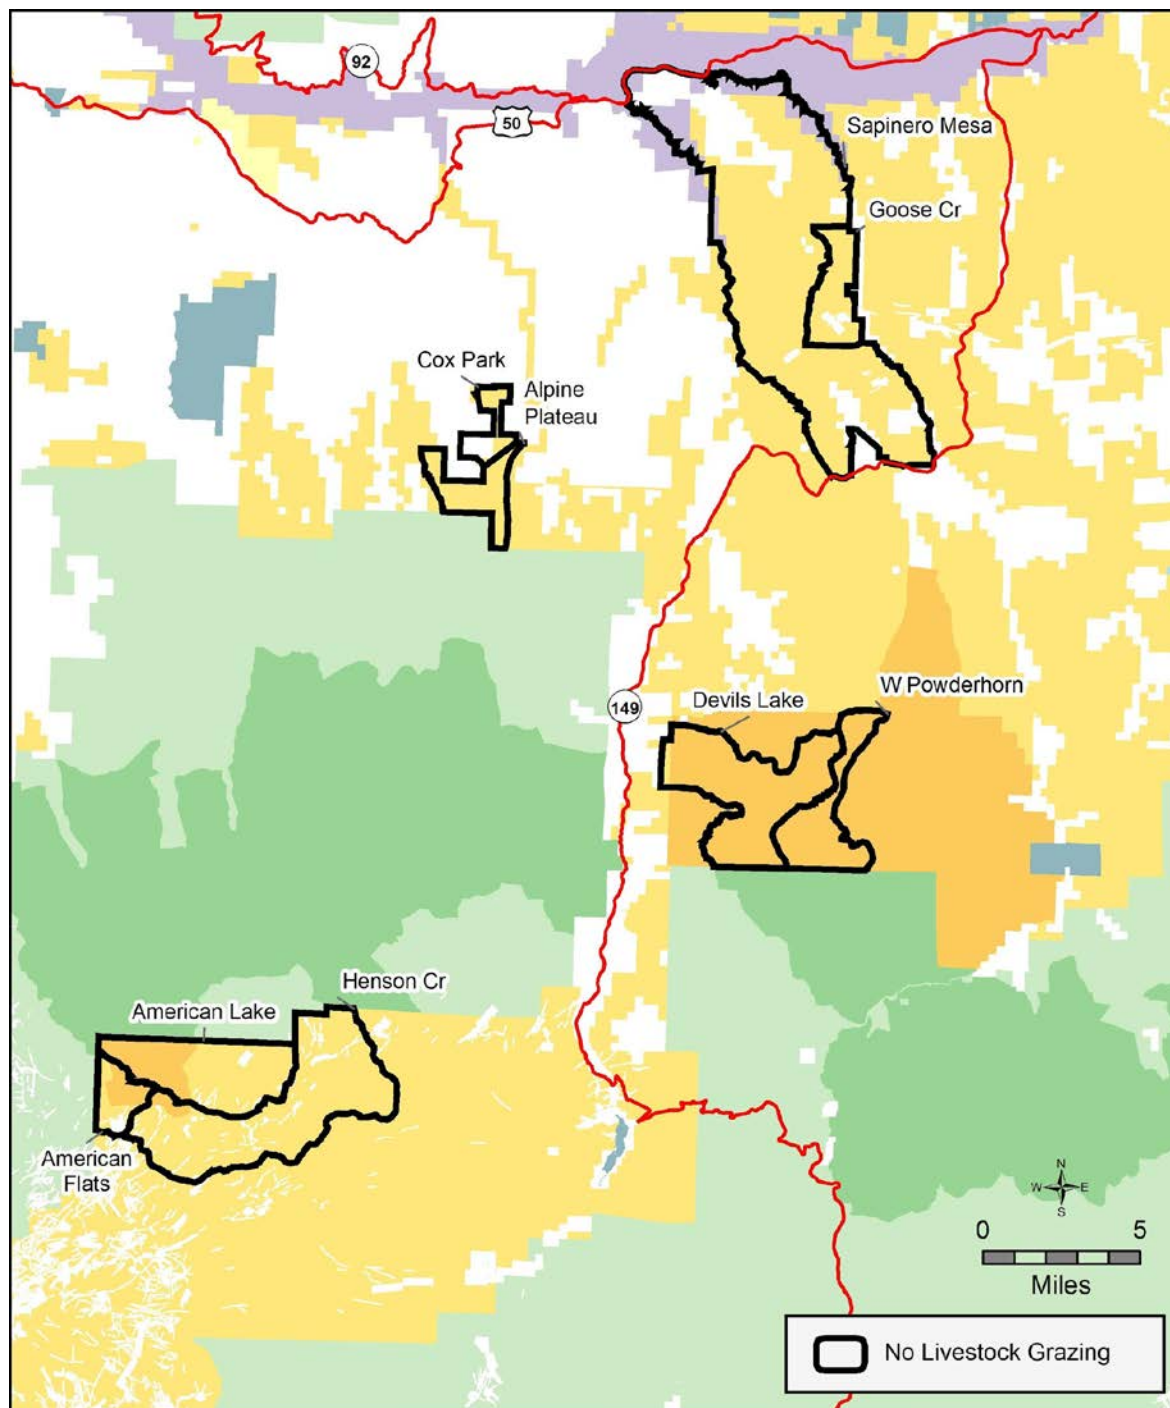 92
50
Sapinero Mesa
Goose Cr
Cox Park
Alpine
Plateau
W Powderhorn
Devils Lake
149
Henson Cr
American Lake
American
Flats
N
W E
S
0 5
Miles
No Livestock Grazing